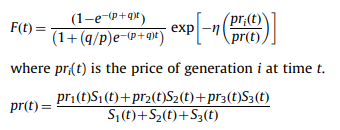 F(t) = (1−e^−(p+q)t) / (1+(q/p)e^−(p+q)t) exp[−η(pr_i(t)/pr(t))]
where pr_i(t) is the price of generation i at time t.
pr(t) = (pr_1(t)S_1(t)+pr_2(t)S_2(t)+pr_3(t)S_3(t)) / (S_1(t)+S_2(t)+S_3(t))